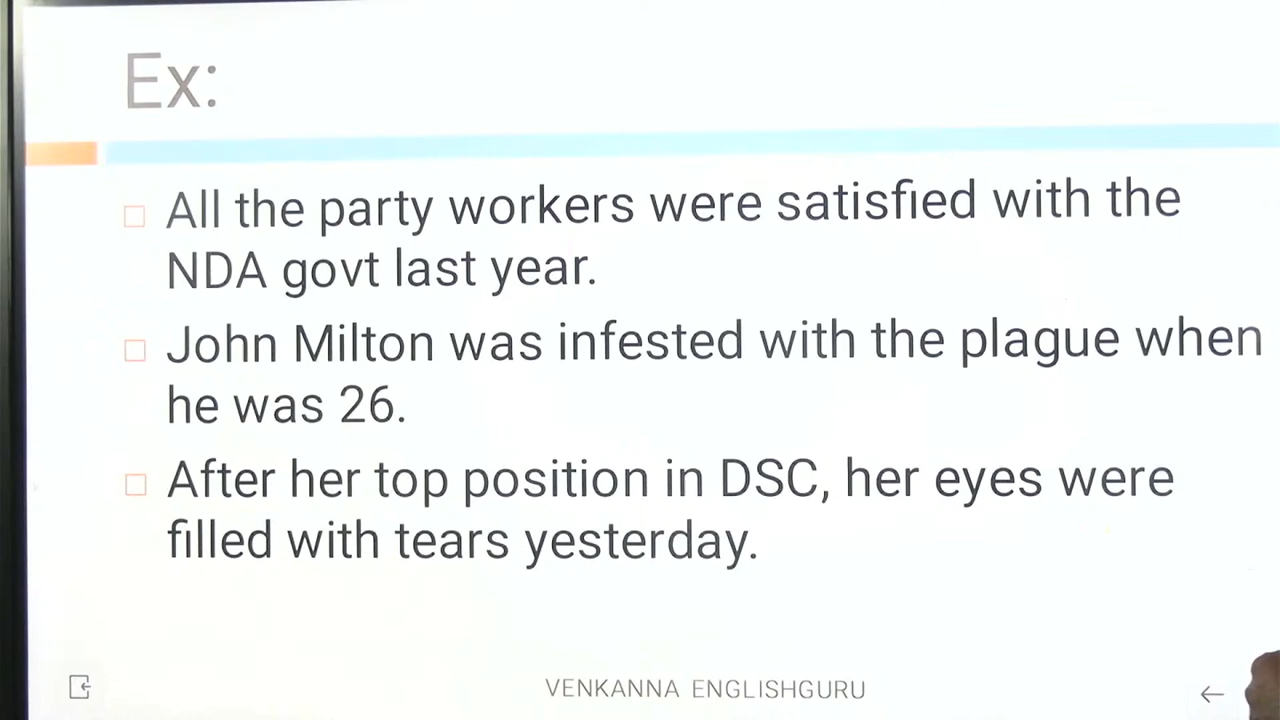 Ex:
All the party workers were satisfied with the
NDA govt last year.
John Milton was infested with the plague when
he was 26.
After her top position in DSC, her eyes were
filled with tears yesterday.
VENKANNA ENGLISHGURU